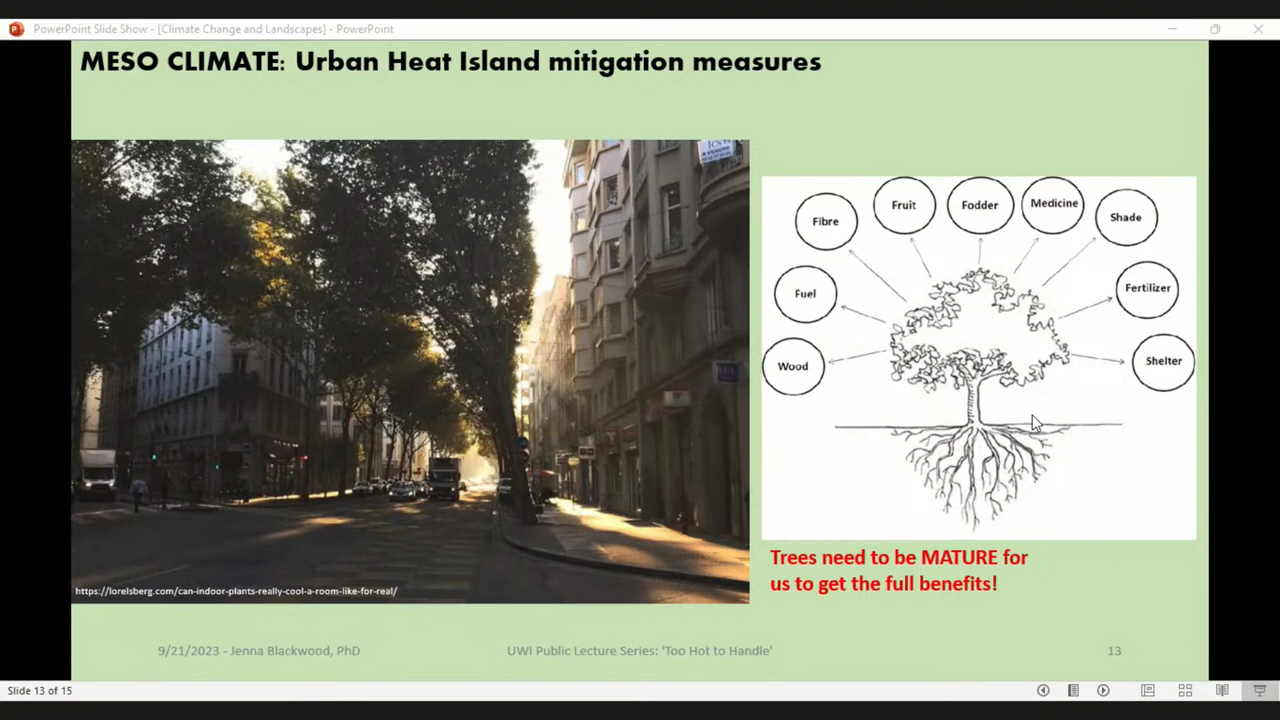 PowerPoint Slide Show - [Climate Change and Landscapes] - PowerPoint
MESO CLIMATE: Urban Heat Island mitigation measures
A VENDRE
https://lorelsberg.com/can-indoor-plants-really-cool-a-room-like-for-real/
Fibre
Fruit
Fodder
Medicine
Shade
Fuel
Fertilizer
Wood
Shelter
Trees need to be MATURE for
us to get the full benefits!
9/21/2023 - Jenna Blackwood, PhD
UWI Public Lecture Series: 'Too Hot to Handle'
13
Slide 13 of 15